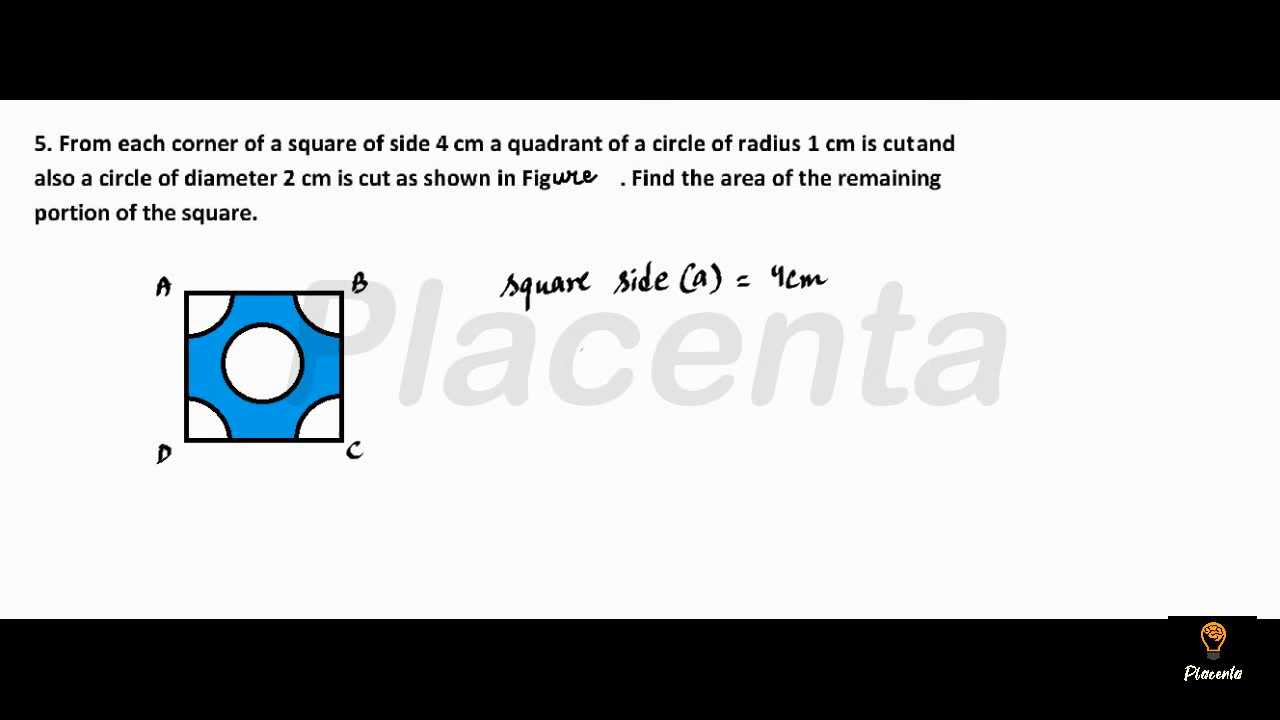 5. From each corner of a square of side 4 cm a quadrant of a circle of radius 1 cm is cut and
also a circle of diameter 2 cm is cut as shown in Figure . Find the area of the remaining
portion of the square.
A B square side (a) = 4cm
Placenta
D C
Placenta